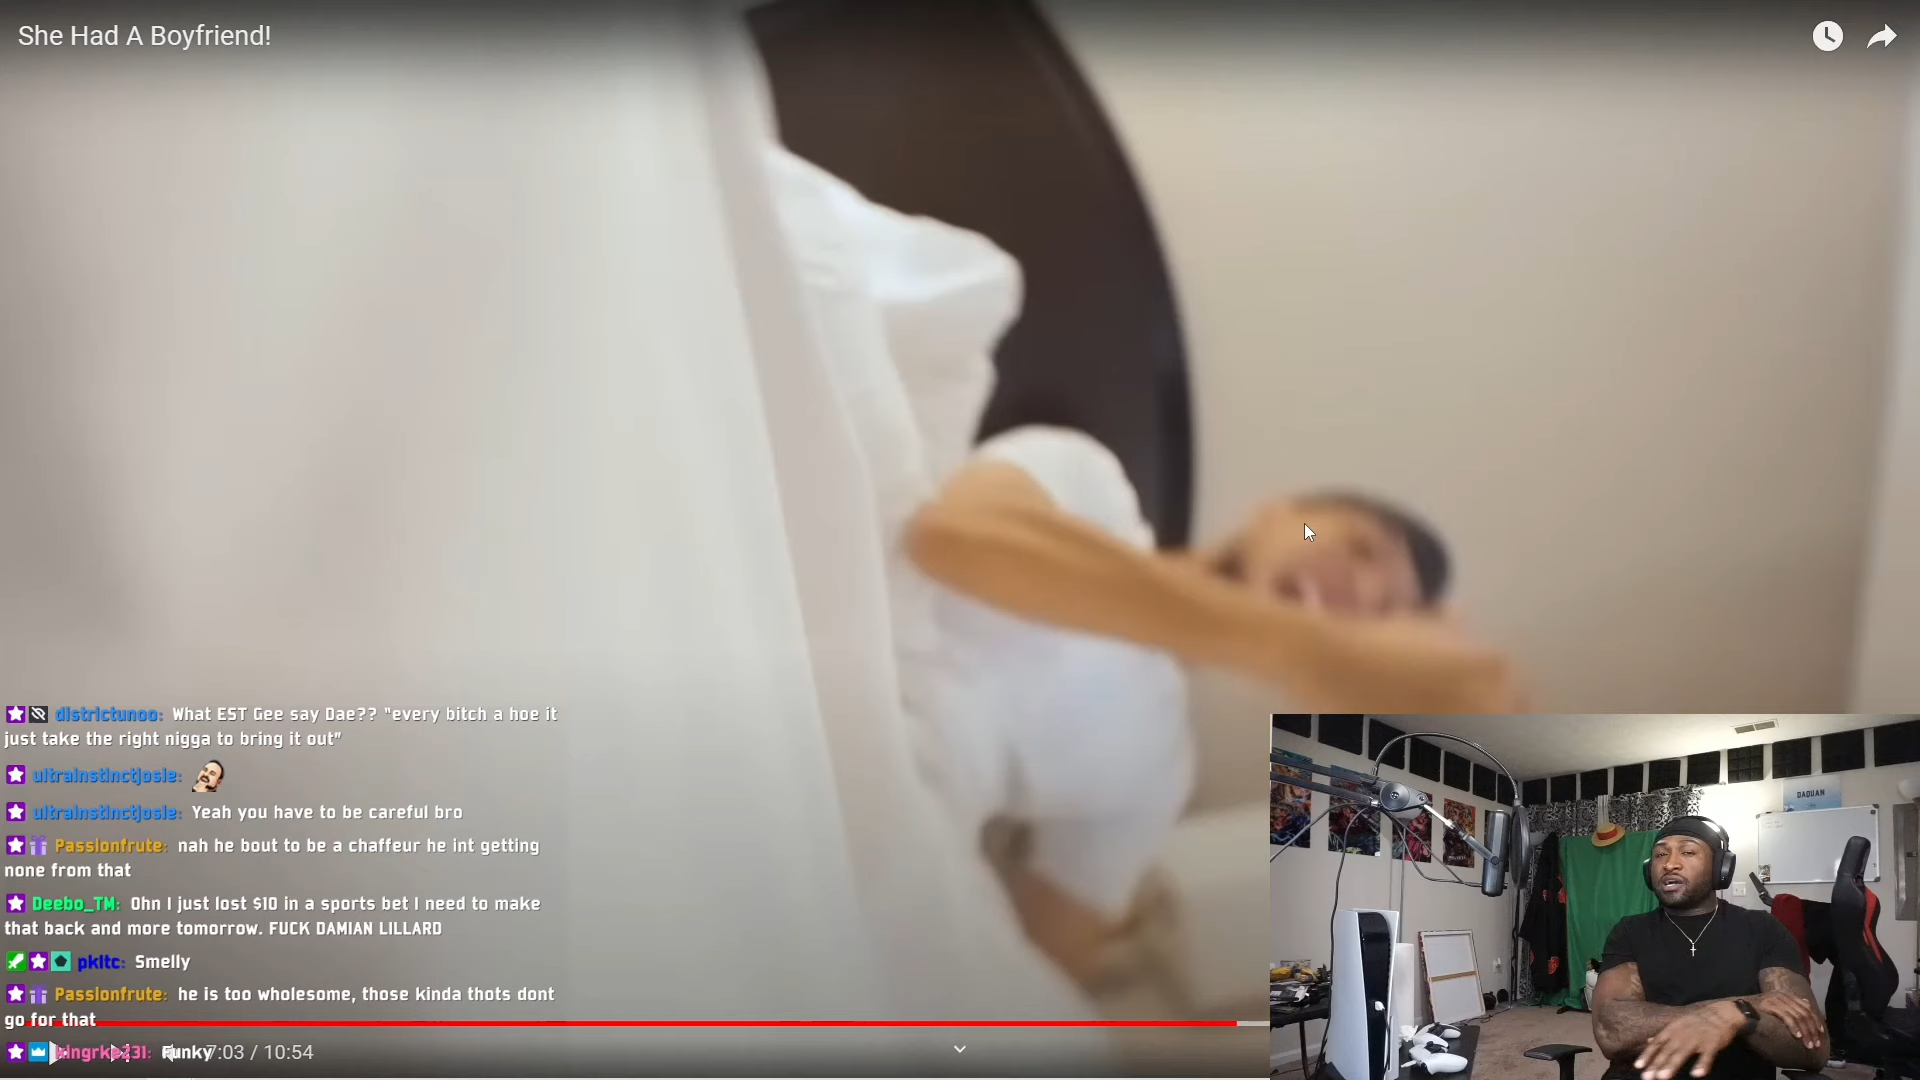 She Had A Boyfriend!
districtunoo: What EST Gee say Dae?? "every bitch a hoe it
just take the right nigga to bring it out"
ultrainstinctjosie:
ultrainstinctjosie: Yeah you have to be careful bro
Passionfrute: nah he bout to be a chaffeur he int getting
none from that
Deebo_TM: Ohn I just lost $10 in a sports bet I need to make
that back and more tomorrow. FUCK DAMIAN LILLARD
pkltc: Smelly
Passionfrute: he is too wholesome, those kinda thots dont
go for that
kingrke231: Funky
7:03 / 10:54
DAQUAN